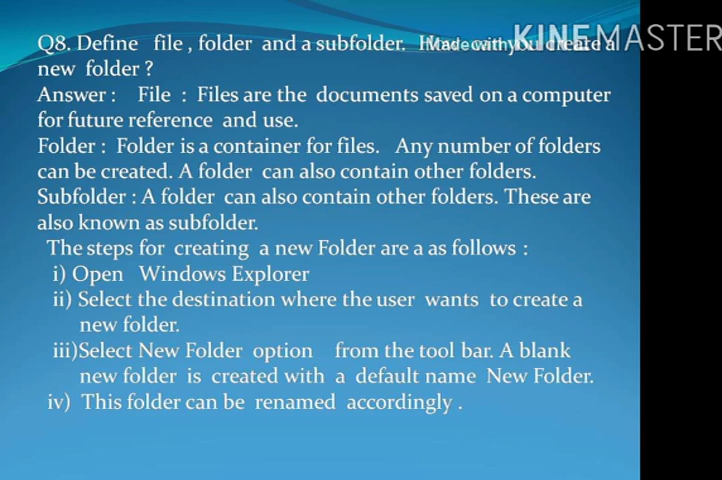 Q8. Define file , folder and a subfolder. How can you create a
Made with KINEMASTER
new folder ?
Answer : File : Files are the documents saved on a computer
for future reference and use.
Folder : Folder is a container for files. Any number of folders
can be created. A folder can also contain other folders.
Subfolder : A folder can also contain other folders. These are
also known as subfolder.
The steps for creating a new Folder are a as follows :
i) Open Windows Explorer
ii) Select the destination where the user wants to create a
new folder.
iii)Select New Folder option from the tool bar. A blank
new folder is created with a default name New Folder.
iv) This folder can be renamed accordingly .